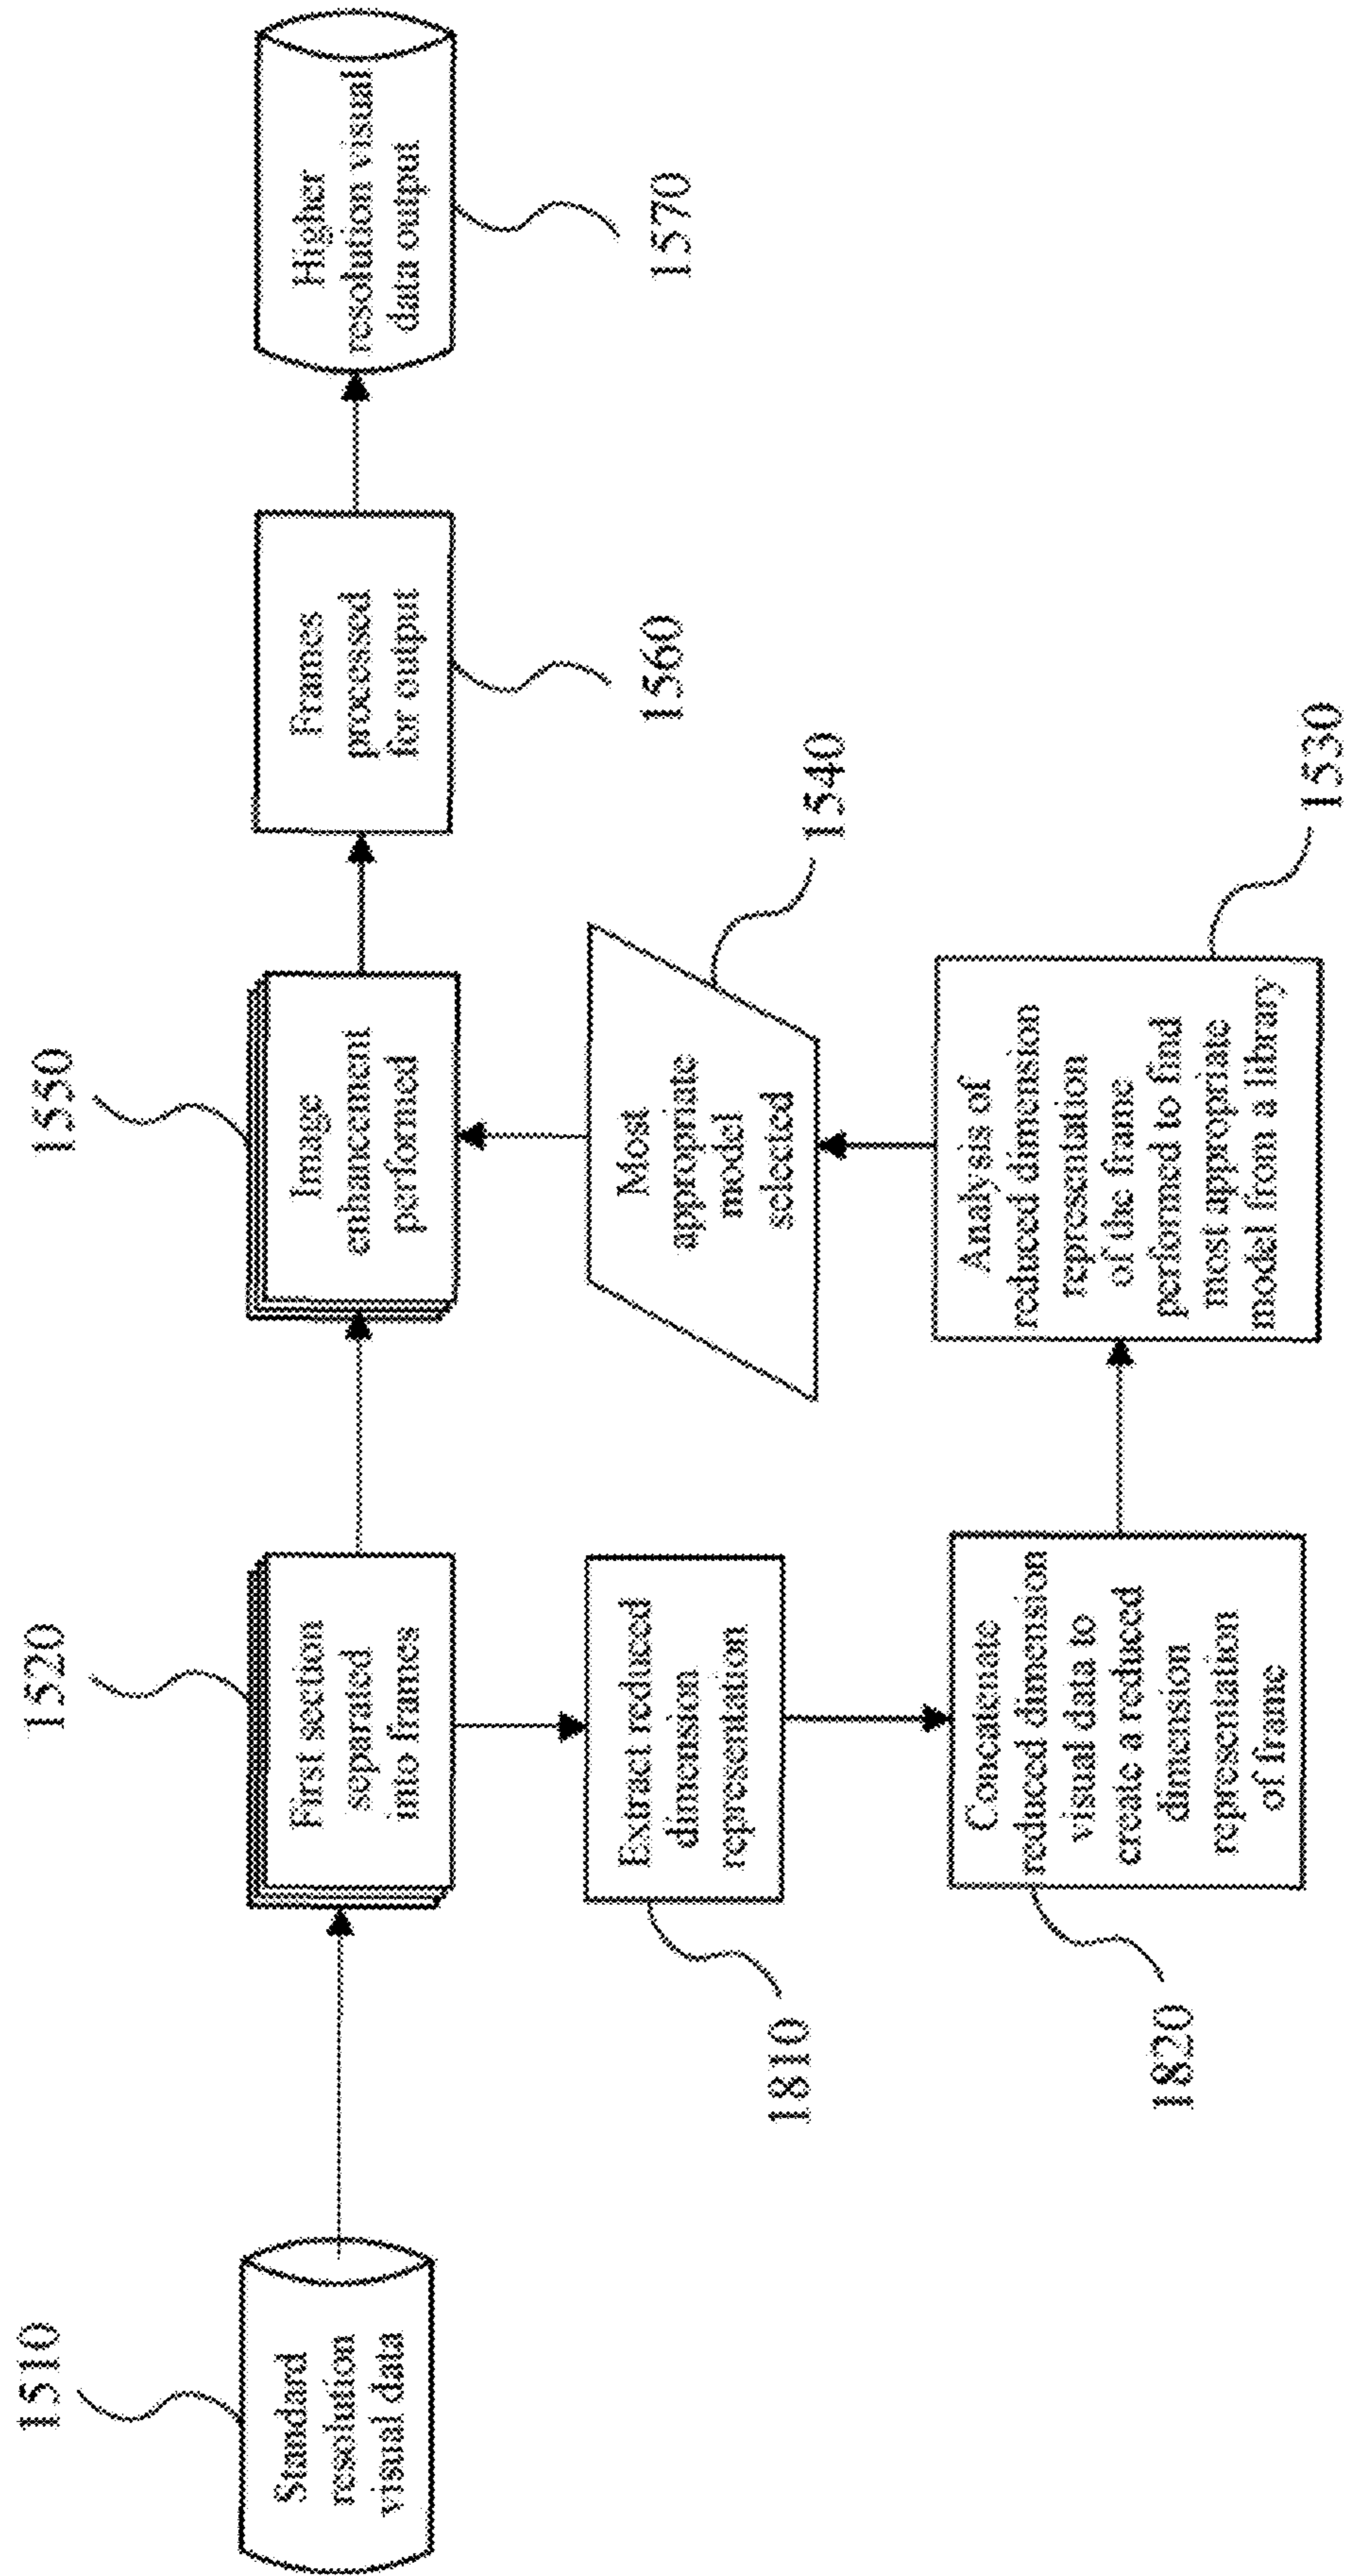 1510
Standard
resolution
visual data
1520
First section
separated
into frames
1550
Image
enhancement
performed
Frames
processed
for output
1560
Higher
resolution visual
data output
1570
Extract reduced
dimension
representation
1810
Most
appropriate
model
selected
1540
Concatenate
reduced dimension
visual data to
create a reduced
dimension
representation
of frame
1820
Analysis of
reduced dimension
representation
of the frame
performed to find
most appropriate
model from a library
1530